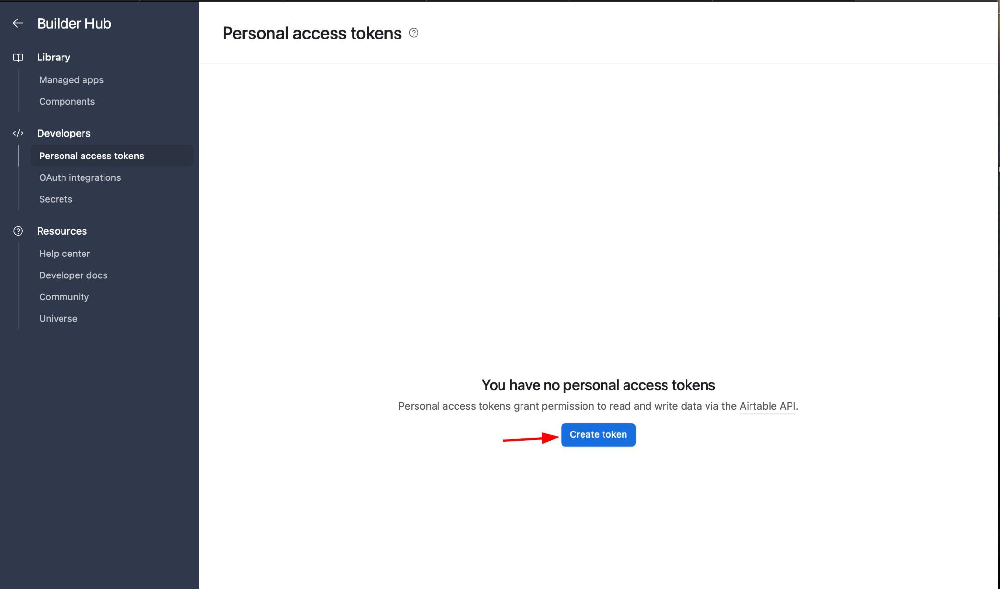 Builder Hub
Library
Managed apps
Components
Developers
Personal access tokens
OAuth integrations
Secrets
Resources
Help center
Developer docs
Community
Universe
Personal access tokens
You have no personal access tokens
Personal access tokens grant permission to read and write data via the Airtable API.
Create token